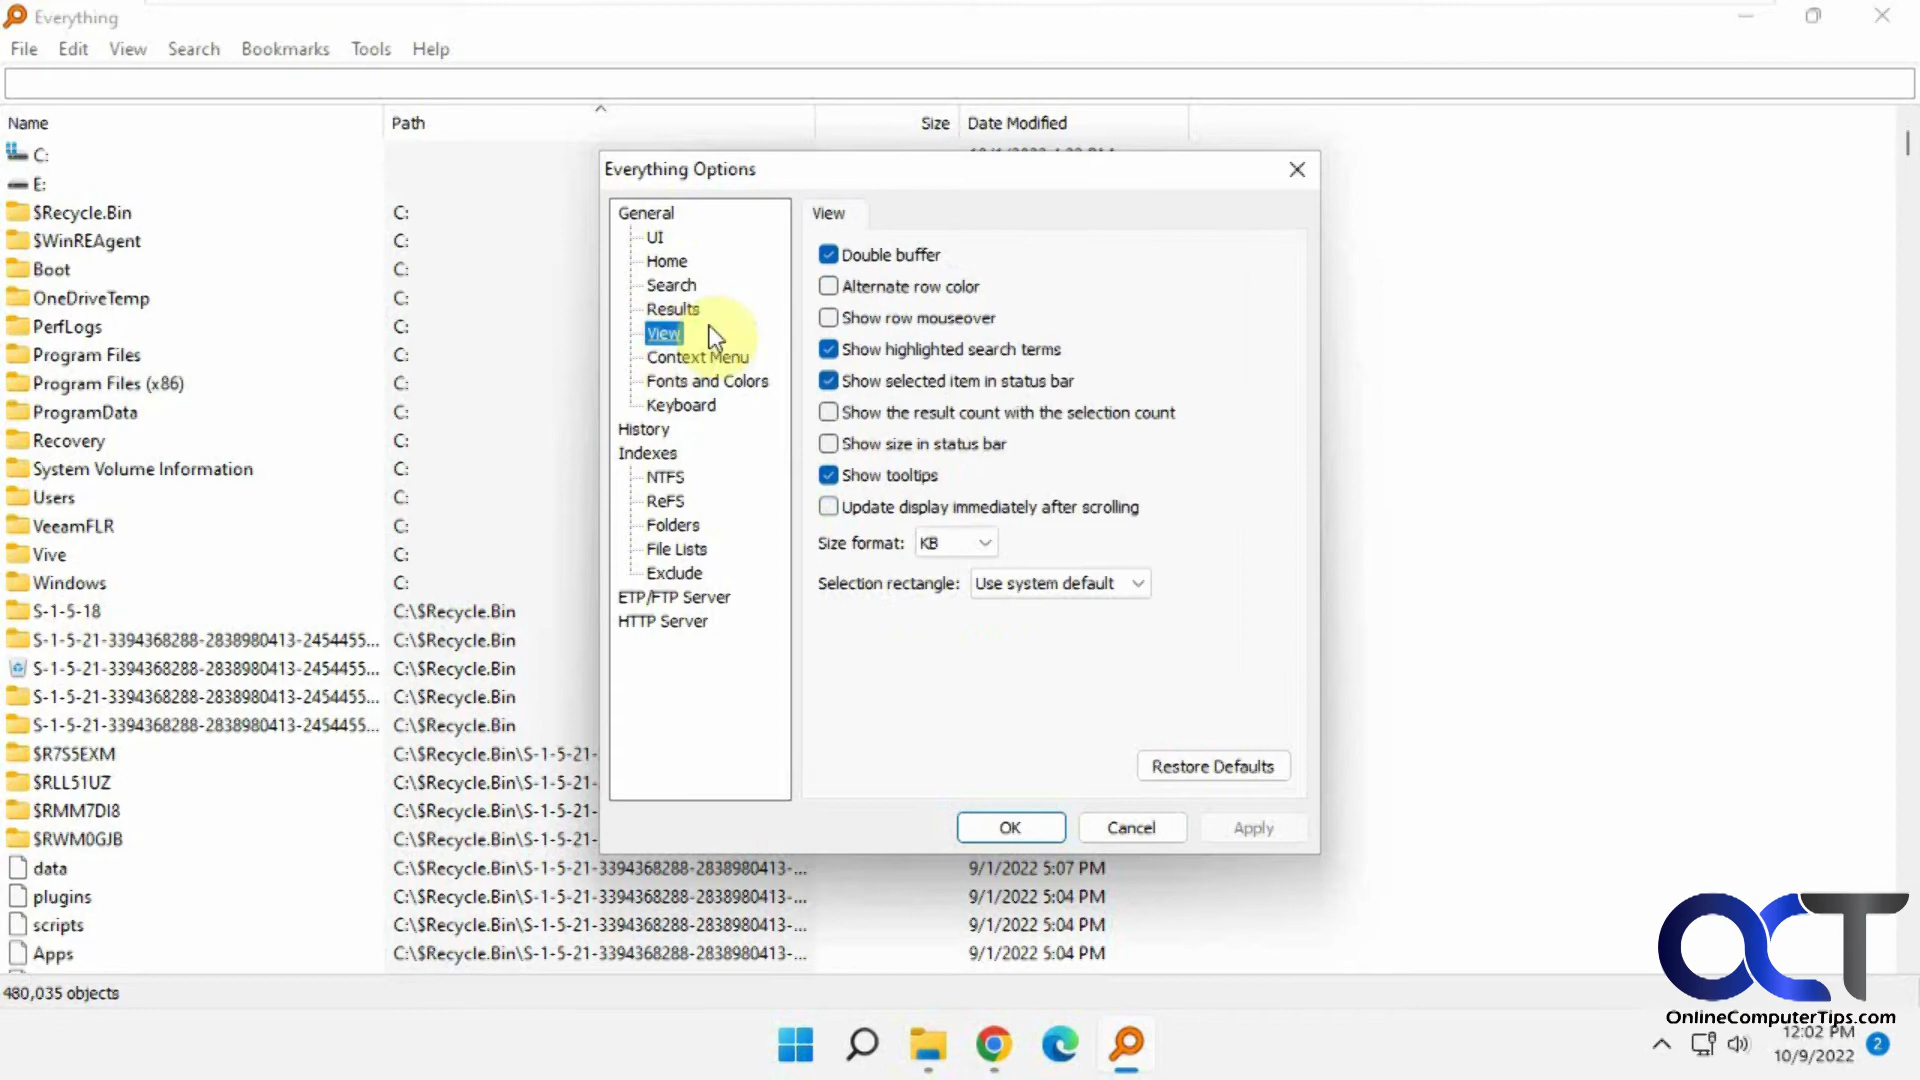 Everything
File Edit View Search Bookmarks Tools Help
Name Path Size Date Modified
C:
E:
$Recycle.Bin C:
$WinREAgent C:
Boot C:
OneDriveTemp C:
PerfLogs C:
Program Files C:
Program Files (x86) C:
ProgramData C:
Recovery C:
System Volume Information C:
Users C:
VeeamFLR C:
Vive C:
Windows C:
S-1-5-18 C:\$Recycle.Bin
S-1-5-21-3394368288-2838980413-2454455... C:\$Recycle.Bin
S-1-5-21-3394368288-2838980413-2454455... C:\$Recycle.Bin
S-1-5-21-3394368288-2838980413-2454455... C:\$Recycle.Bin
S-1-5-21-3394368288-2838980413-2454455... C:\$Recycle.Bin
$R7S5EXM C:\$Recycle.Bin\S-1-5-21-
$RLL51UZ C:\$Recycle.Bin\S-1-5-21-
$RMM7DI8 C:\$Recycle.Bin\S-1-5-21-
$RWM0GJB C:\$Recycle.Bin\S-1-5-21-
data C:\$Recycle.Bin\S-1-5-21-3394368288-2838980413-... 9/1/2022 5:07 PM
plugins C:\$Recycle.Bin\S-1-5-21-3394368288-2838980413-... 9/1/2022 5:04 PM
scripts C:\$Recycle.Bin\S-1-5-21-3394368288-2838980413-... 9/1/2022 5:04 PM
Apps C:\$Recycle.Bin\S-1-5-21-3394368288-2838980413-... 9/1/2022 5:04 PM
480,035 objects
Everything Options
General
UI
Home
Search
Results
View
Context Menu
Fonts and Colors
Keyboard
History
Indexes
NTFS
ReFS
Folders
File Lists
Exclude
ETP/FTP Server
HTTP Server
View
Double buffer
Alternate row color
Show row mouseover
Show highlighted search terms
Show selected item in status bar
Show the result count with the selection count
Show size in status bar
Show tooltips
Update display immediately after scrolling
Size format: KB
Selection rectangle: Use system default
Restore Defaults
OK Cancel Apply
OCT
OnlineComputerTips.com
12:02 PM
10/9/2022
2